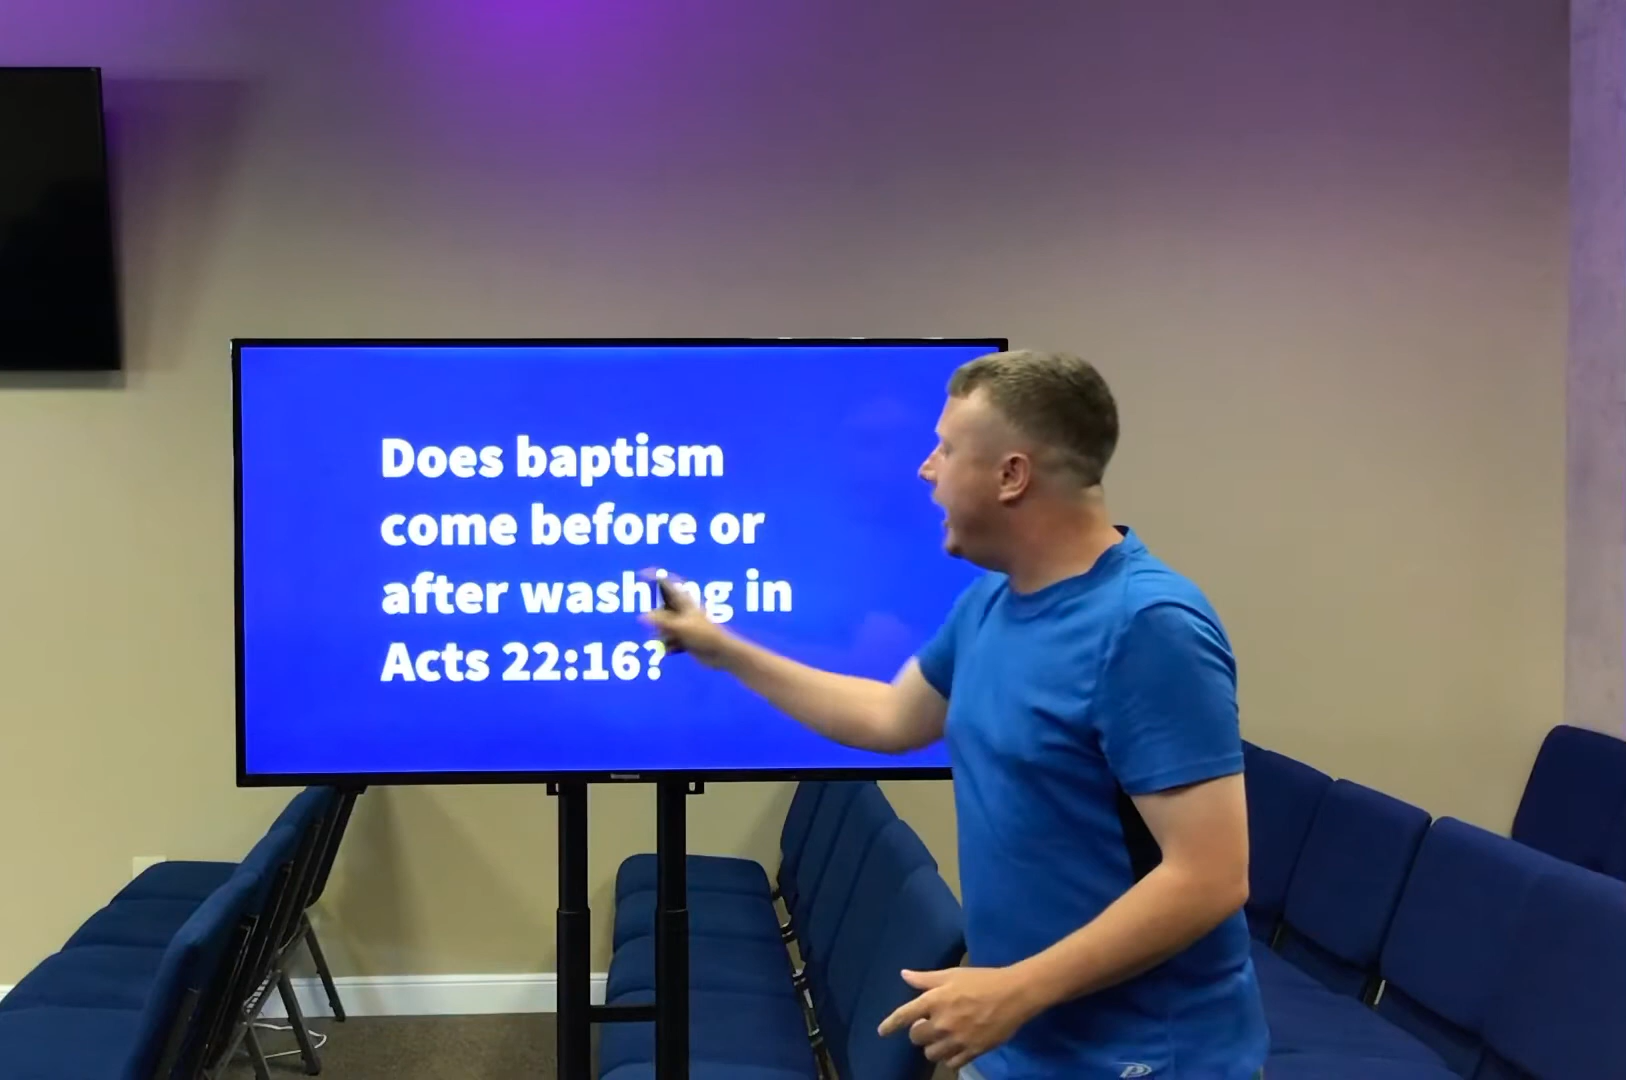 Does baptism
come before or
after washing in
Acts 22:16?